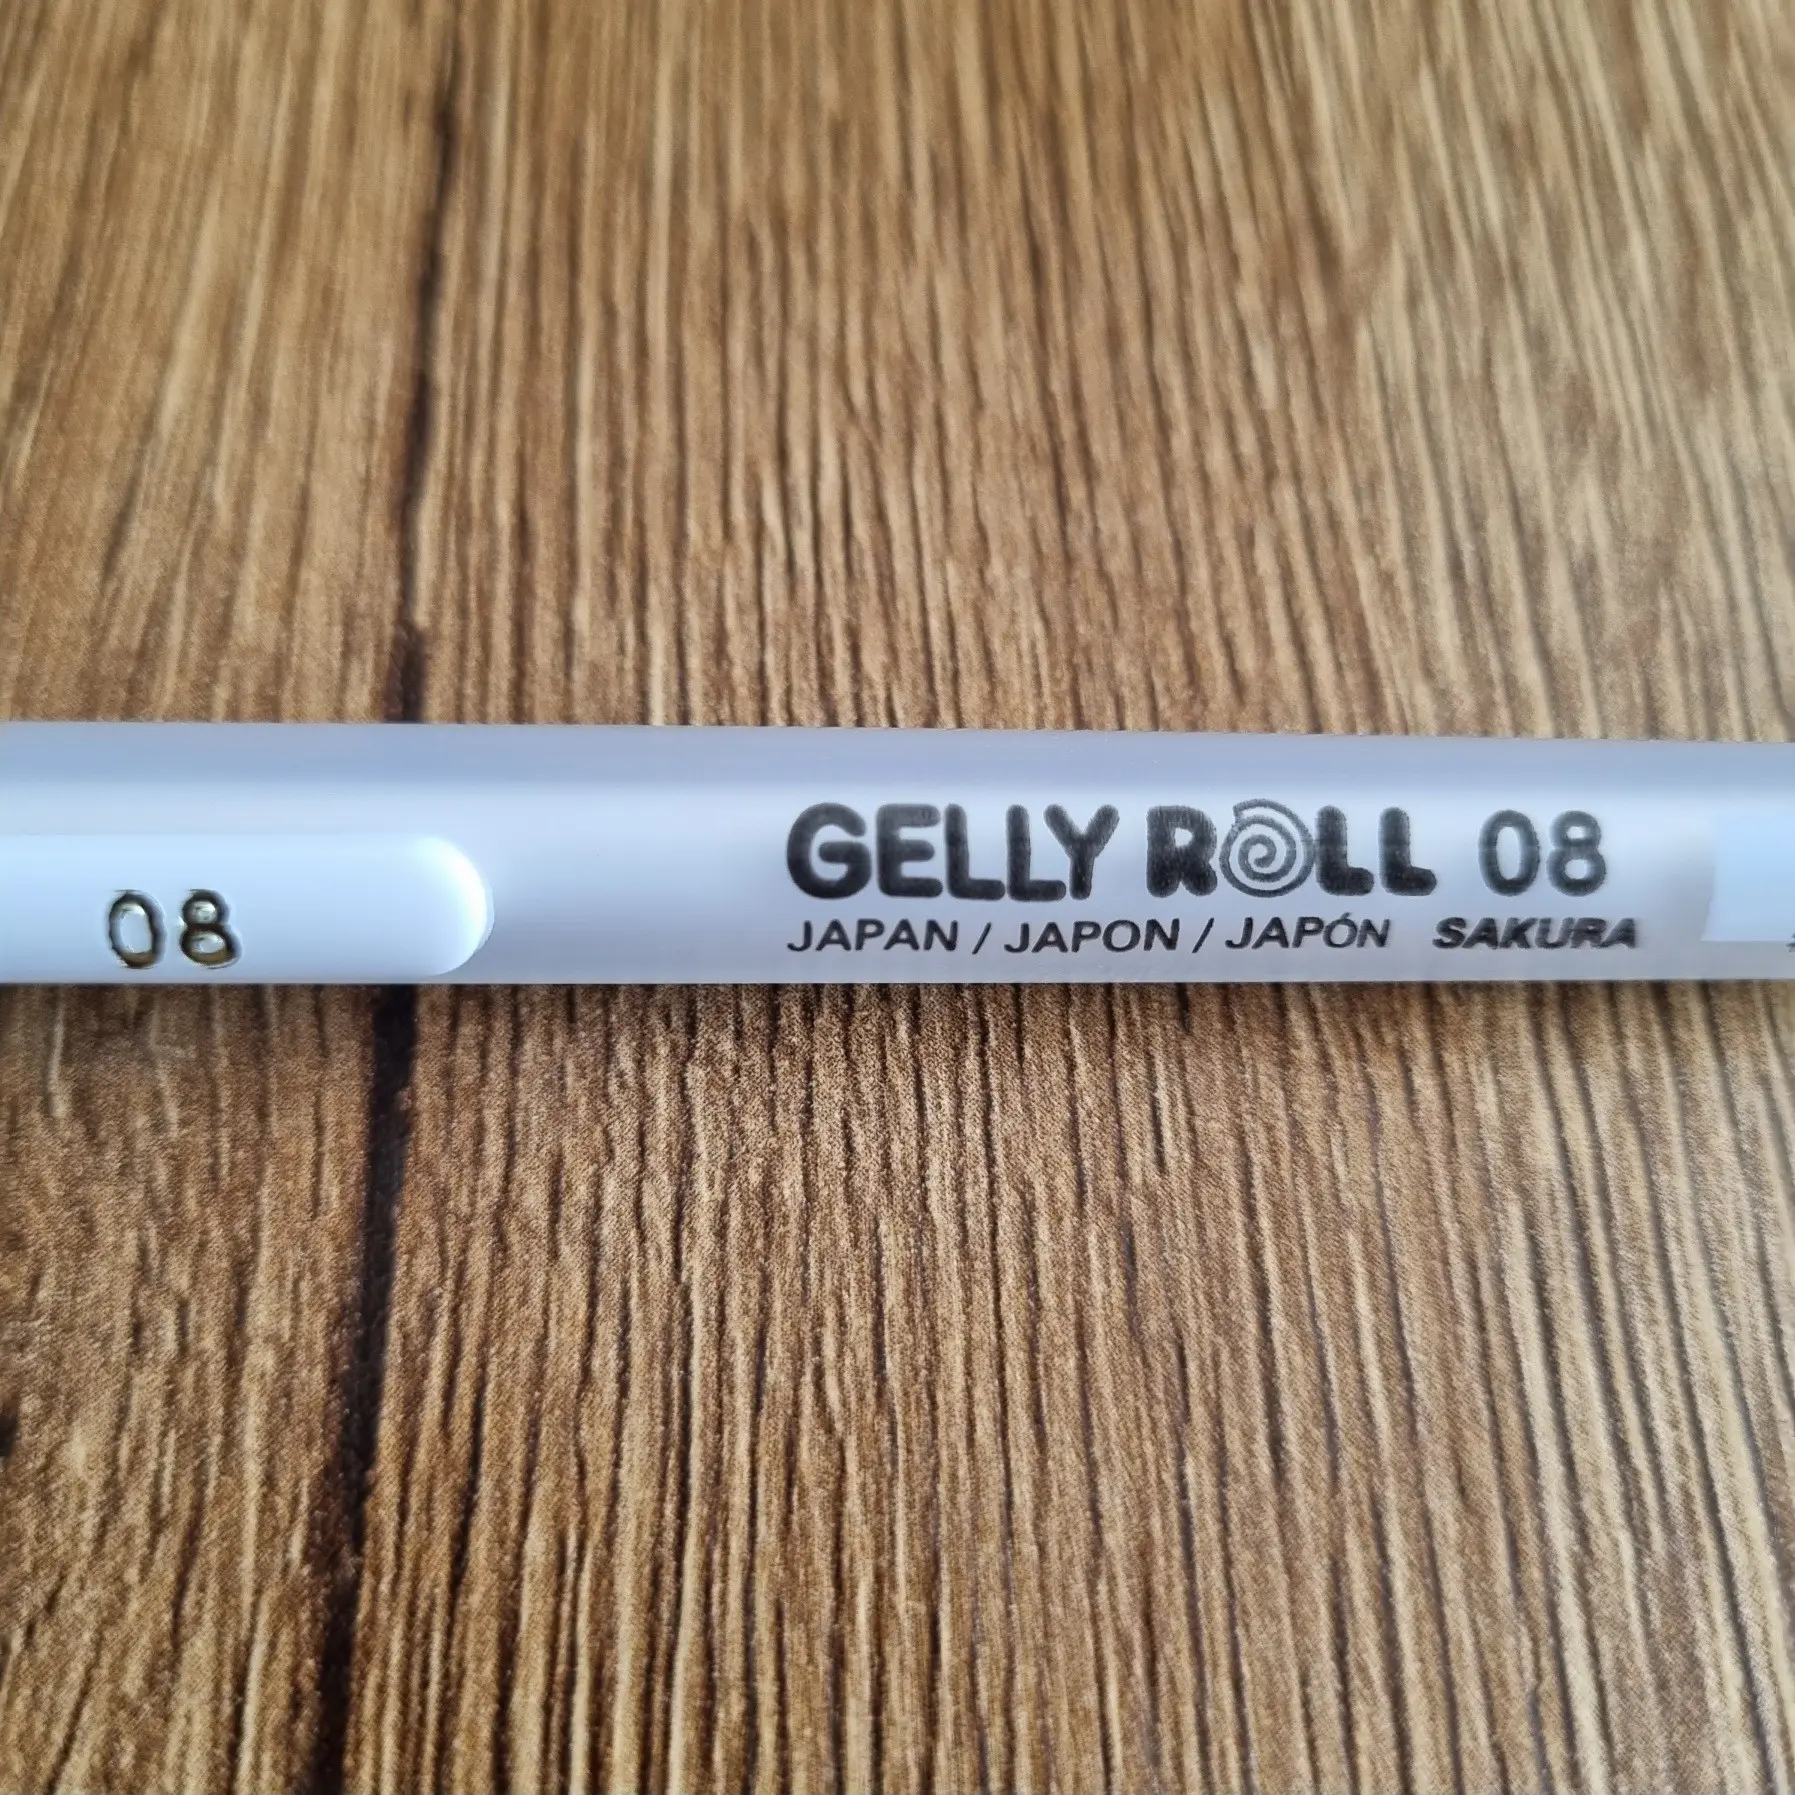 08
GELLY ROLL 08
JAPAN / JAPON / JAPÓN SAKURA